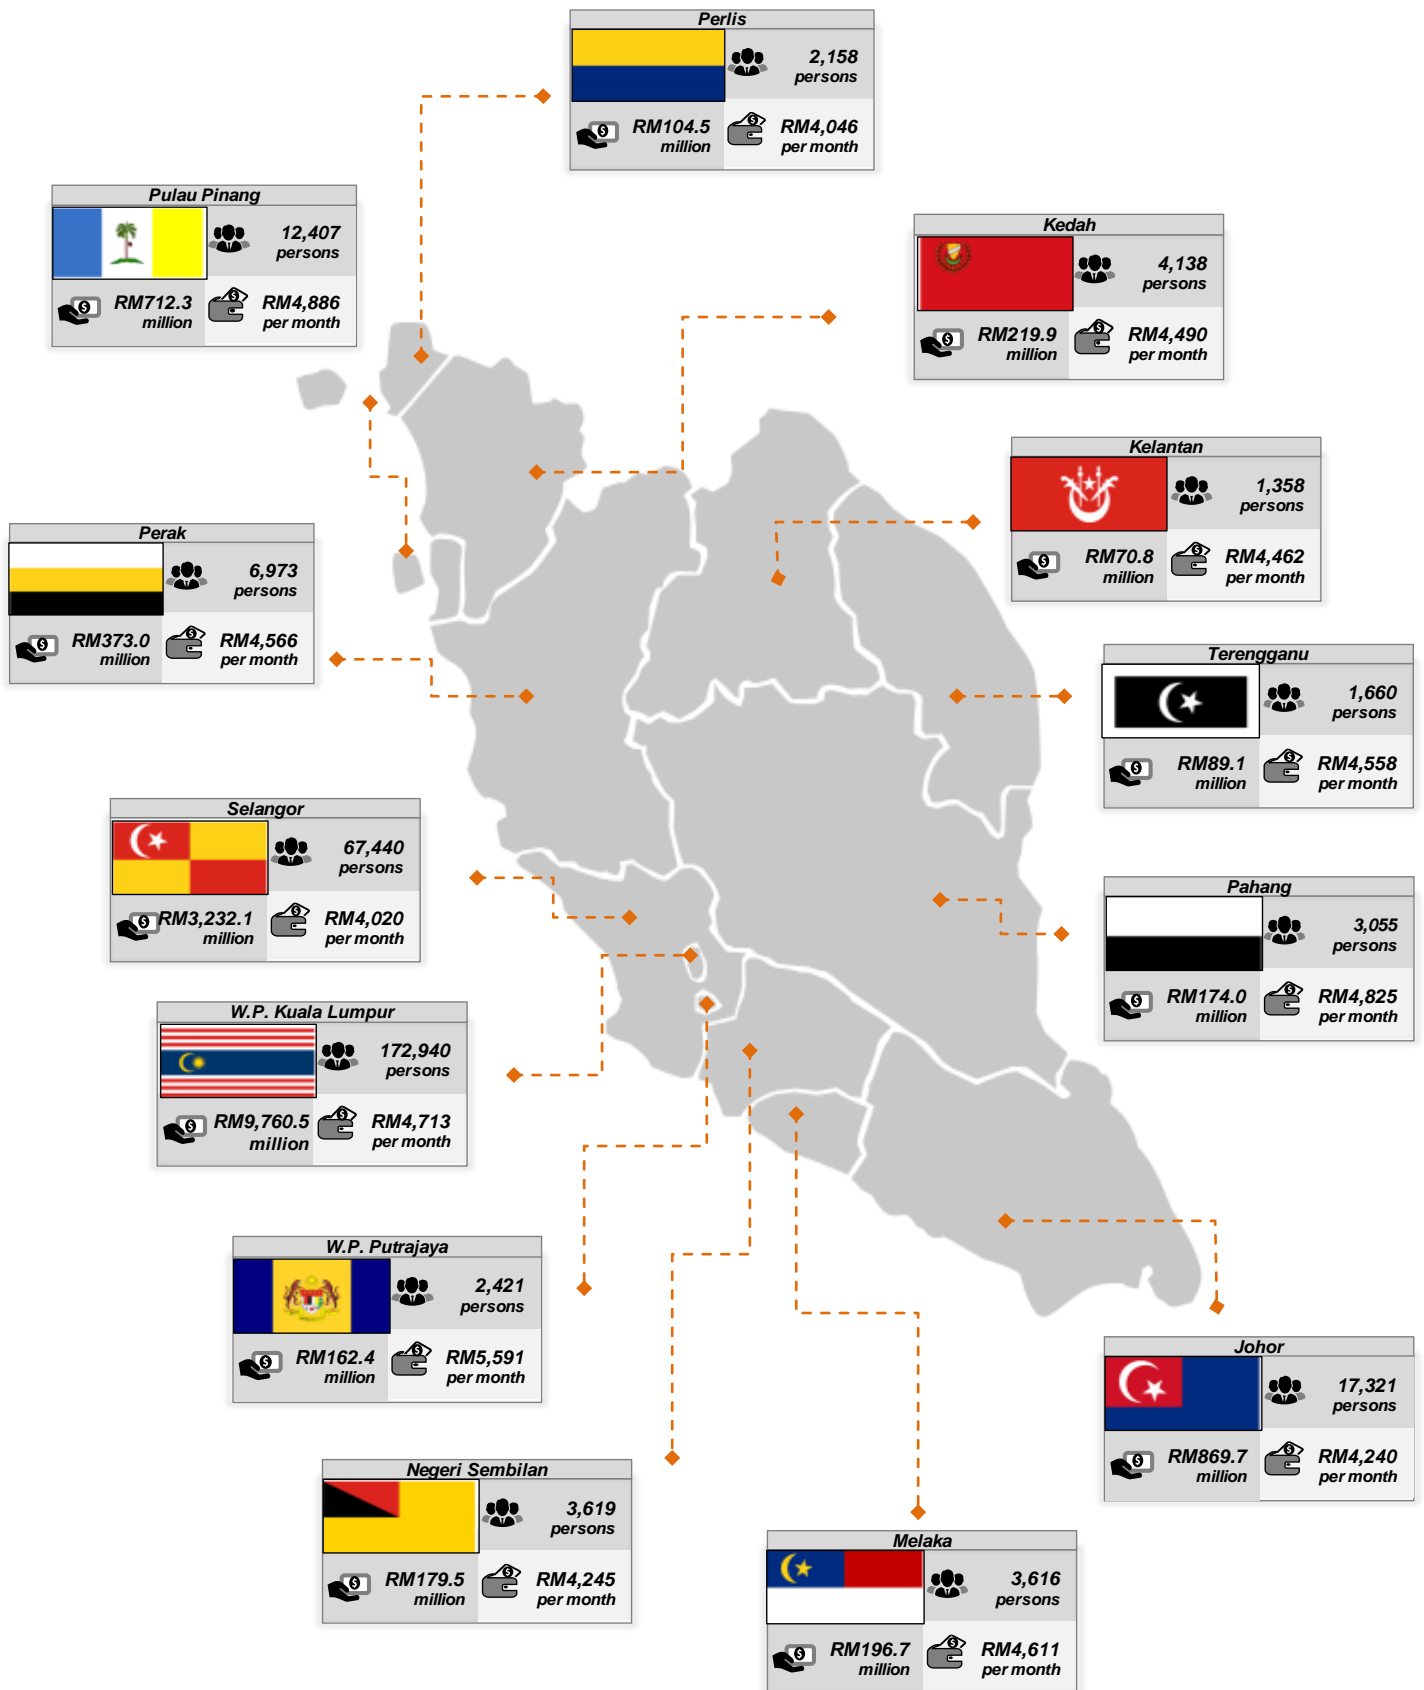 Perlis
2,158
persons
RM104.5
million
RM4,046
per month
Pulau Pinang
12,407
persons
RM712.3
million
RM4,886
per month
Kedah
4,138
persons
RM219.9
million
RM4,490
per month
Kelantan
1,358
persons
RM70.8
million
RM4,462
per month
Perak
6,973
persons
RM373.0
million
RM4,566
per month
Terengganu
1,660
persons
RM89.1
million
RM4,558
per month
Selangor
67,440
persons
RM3,232.1
million
RM4,020
per month
Pahang
3,055
persons
RM174.0
million
RM4,825
per month
W.P. Kuala Lumpur
172,940
persons
RM9,760.5
million
RM4,713
per month
W.P. Putrajaya
2,421
persons
RM162.4
million
RM5,591
per month
Johor
17,321
persons
RM869.7
million
RM4,240
per month
Negeri Sembilan
3,619
persons
RM179.5
million
RM4,245
per month
Melaka
3,616
persons
RM196.7
million
RM4,611
per month